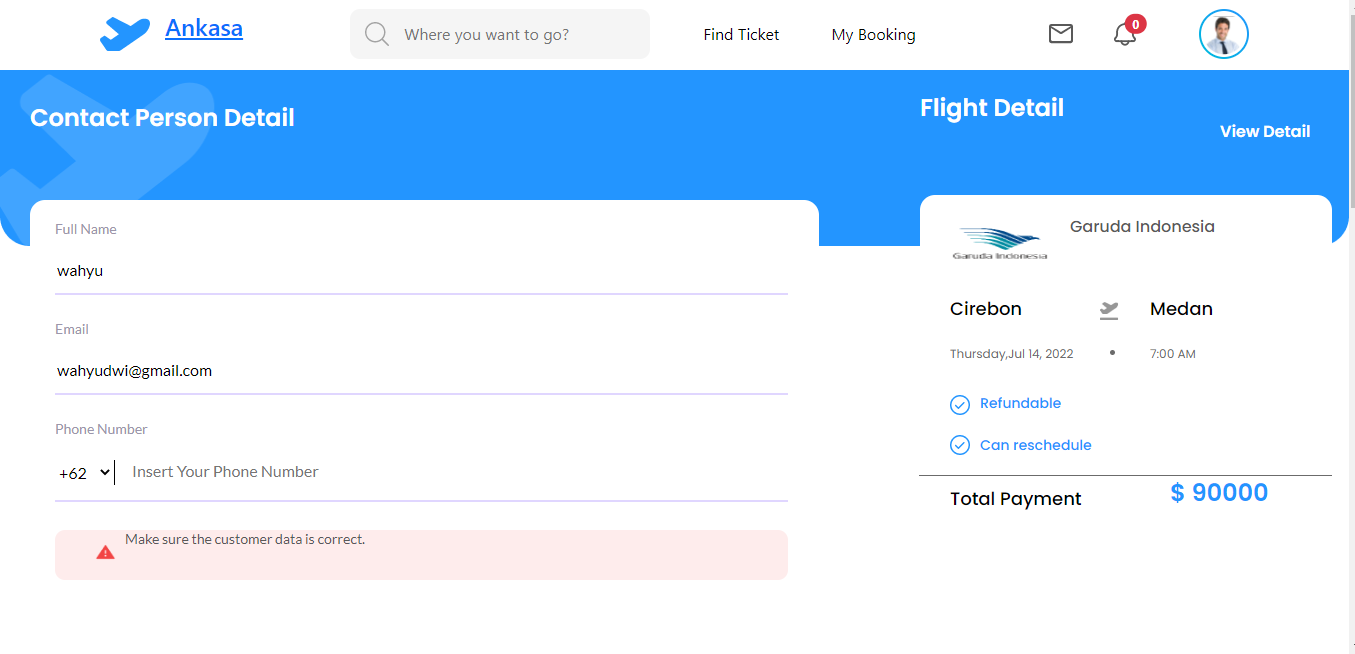 Ankasa
Where you want to go?
Find Ticket
My Booking
0
Contact Person Detail
Flight Detail
View Detail
Full Name
wahyu
Email
wahyudwi@gmail.com
Phone Number
+62
Insert Your Phone Number
Make sure the customer data is correct.
Garuda Indonesia
Garuda Indonesia
Cirebon
Medan
Thursday,Jul 14, 2022 • 7:00 AM
Refundable
Can reschedule
Total Payment
$ 90000